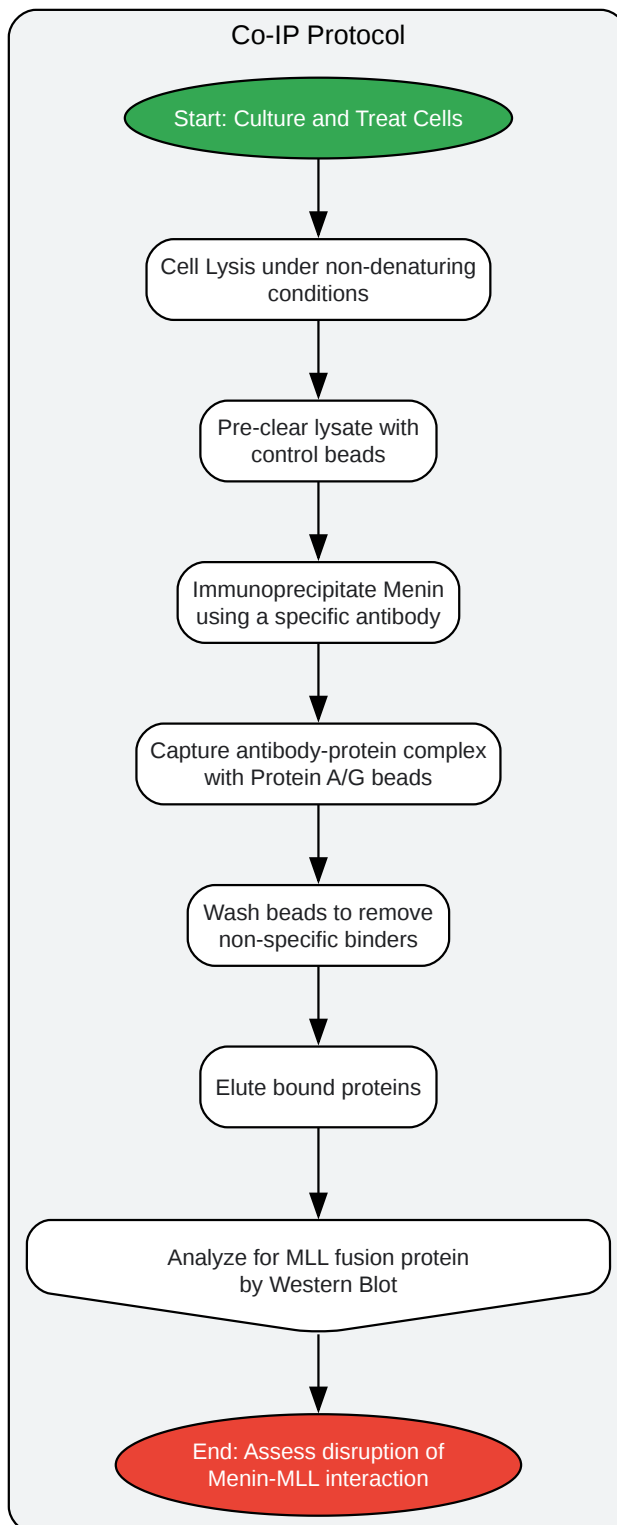 Co-IP Protocol
Start: Culture and Treat Cells
Cell Lysis under non-denaturing
conditions
Pre-clear lysate with
control beads
Immunoprecipitate Menin
using a specific antibody
Capture antibody-protein complex
with Protein A/G beads
Wash beads to remove
non-specific binders
Elute bound proteins
Analyze for MLL fusion protein
by Western Blot
End: Assess disruption of
Menin-MLL interaction